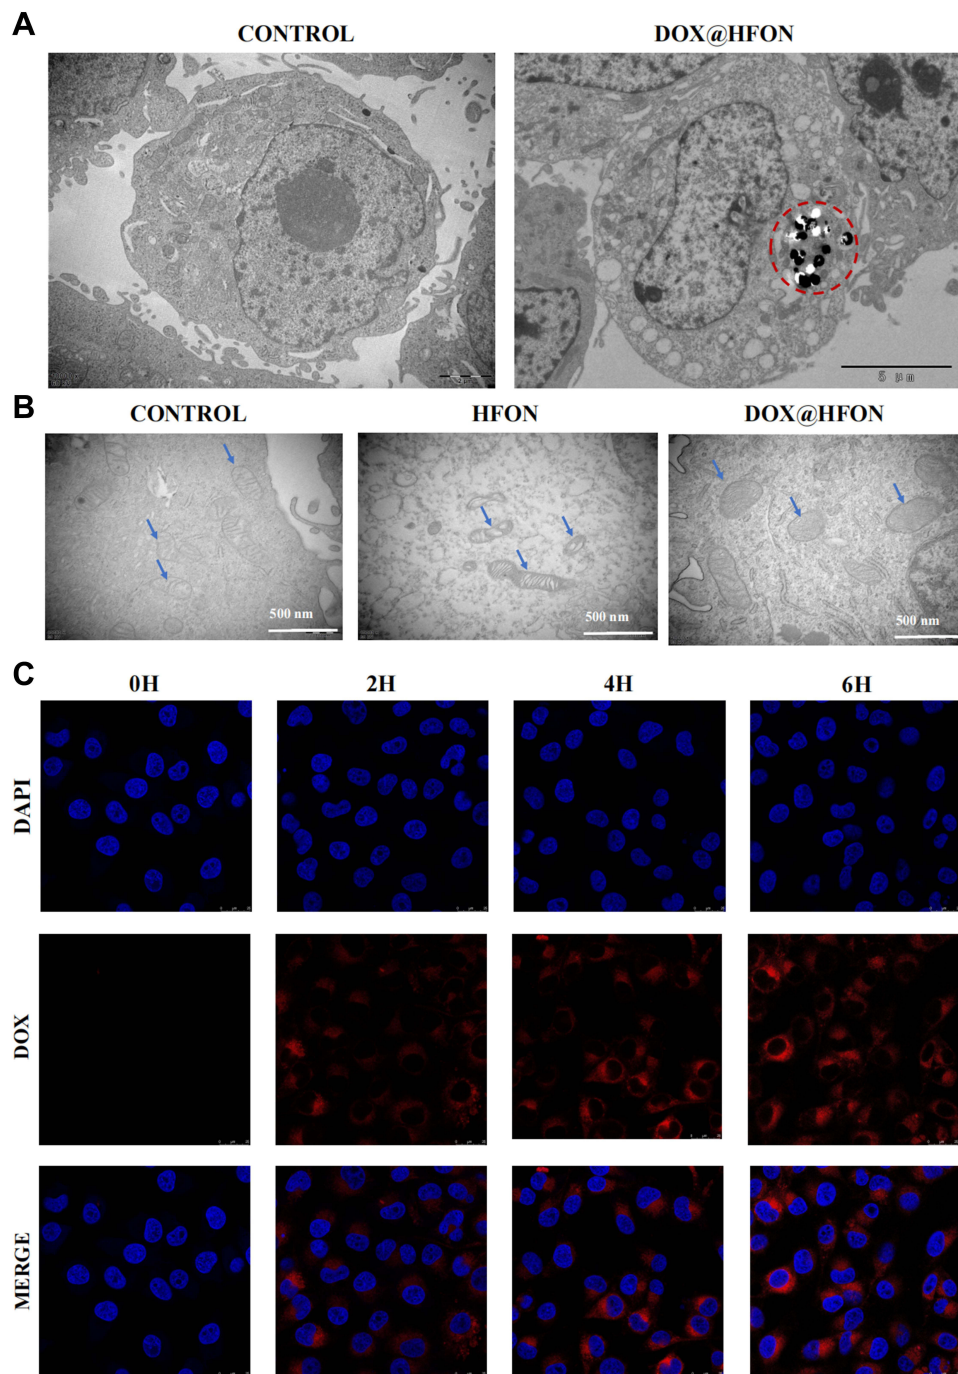 A
CONTROL DOX@HFON
5 μm
B
CONTROL HFON DOX@HFON
500 nm 500 nm 500 nm
C
0H 2H 4H 6H
DAPI
DOX
MERGE